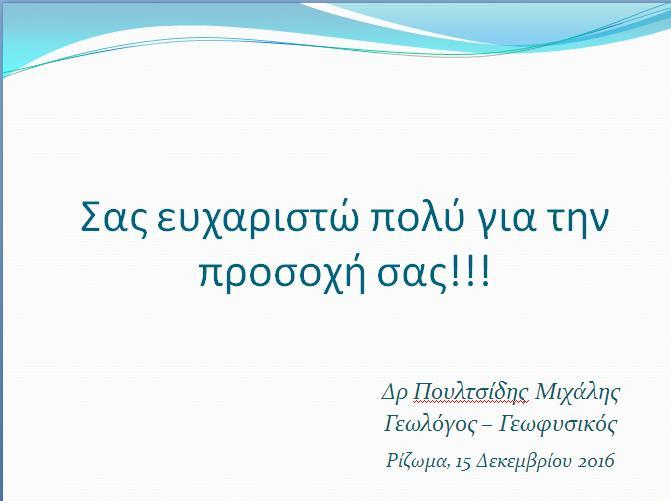 Σας ευχαριστώ πολύ για την
προσοχή σας!!!
Δρ Πουλτσίδης Μιχάλης
Γεωλόγος – Γεωφυσικός
Ρίζωμα, 15 Δεκεμβρίου 2016